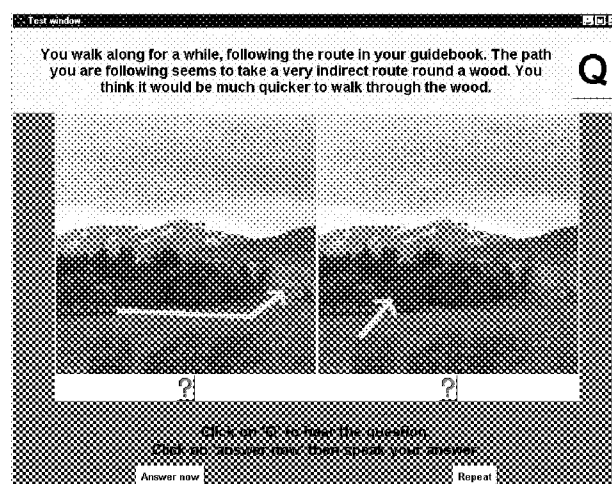 Test window
You walk along for a while, following the route in your guidebook. The path
you are following seems to take a very indirect route round a wood. You
think it would be much quicker to walk through the wood.
Q
? ?
Click on 'Q' to hear the question.
Click on 'answer now' then speak your answer.
Answer now Repeat